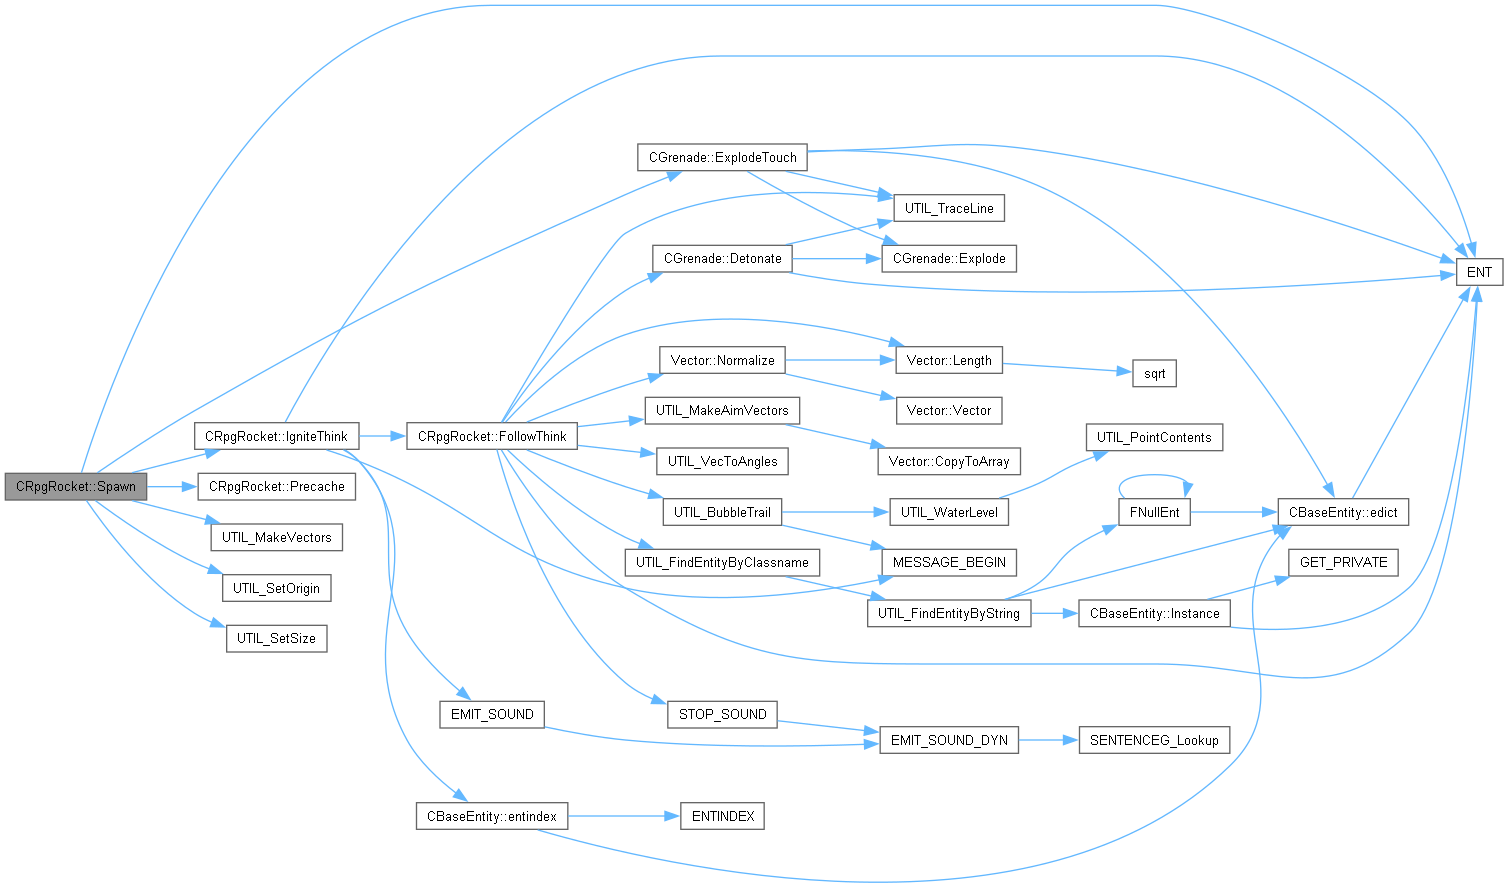 CRpgRocket::Spawn
CRpgRocket::IgniteThink
CRpgRocket::Precache
UTIL_MakeVectors
UTIL_SetOrigin
UTIL_SetSize
CRpgRocket::FollowThink
EMIT_SOUND
CBaseEntity::entindex
CGrenade::ExplodeTouch
CGrenade::Detonate
Vector::Normalize
UTIL_MakeAimVectors
UTIL_VecToAngles
UTIL_BubbleTrail
UTIL_FindEntityByClassname
STOP_SOUND
ENTINDEX
UTIL_TraceLine
CGrenade::Explode
Vector::Length
Vector::Vector
Vector::CopyToArray
UTIL_WaterLevel
MESSAGE_BEGIN
UTIL_FindEntityByString
EMIT_SOUND_DYN
sqrt
UTIL_PointContents
FNullEnt
CBaseEntity::Instance
SENTENCEG_Lookup
CBaseEntity::edict
GET_PRIVATE
ENT